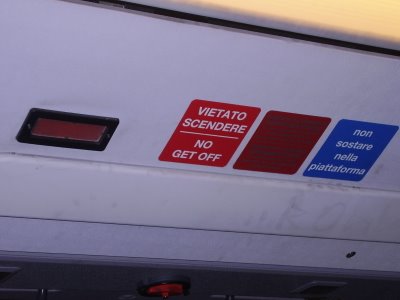 VIETATO
SCENDERE
NO
GET OFF
non
sostare
nella
piattaforma